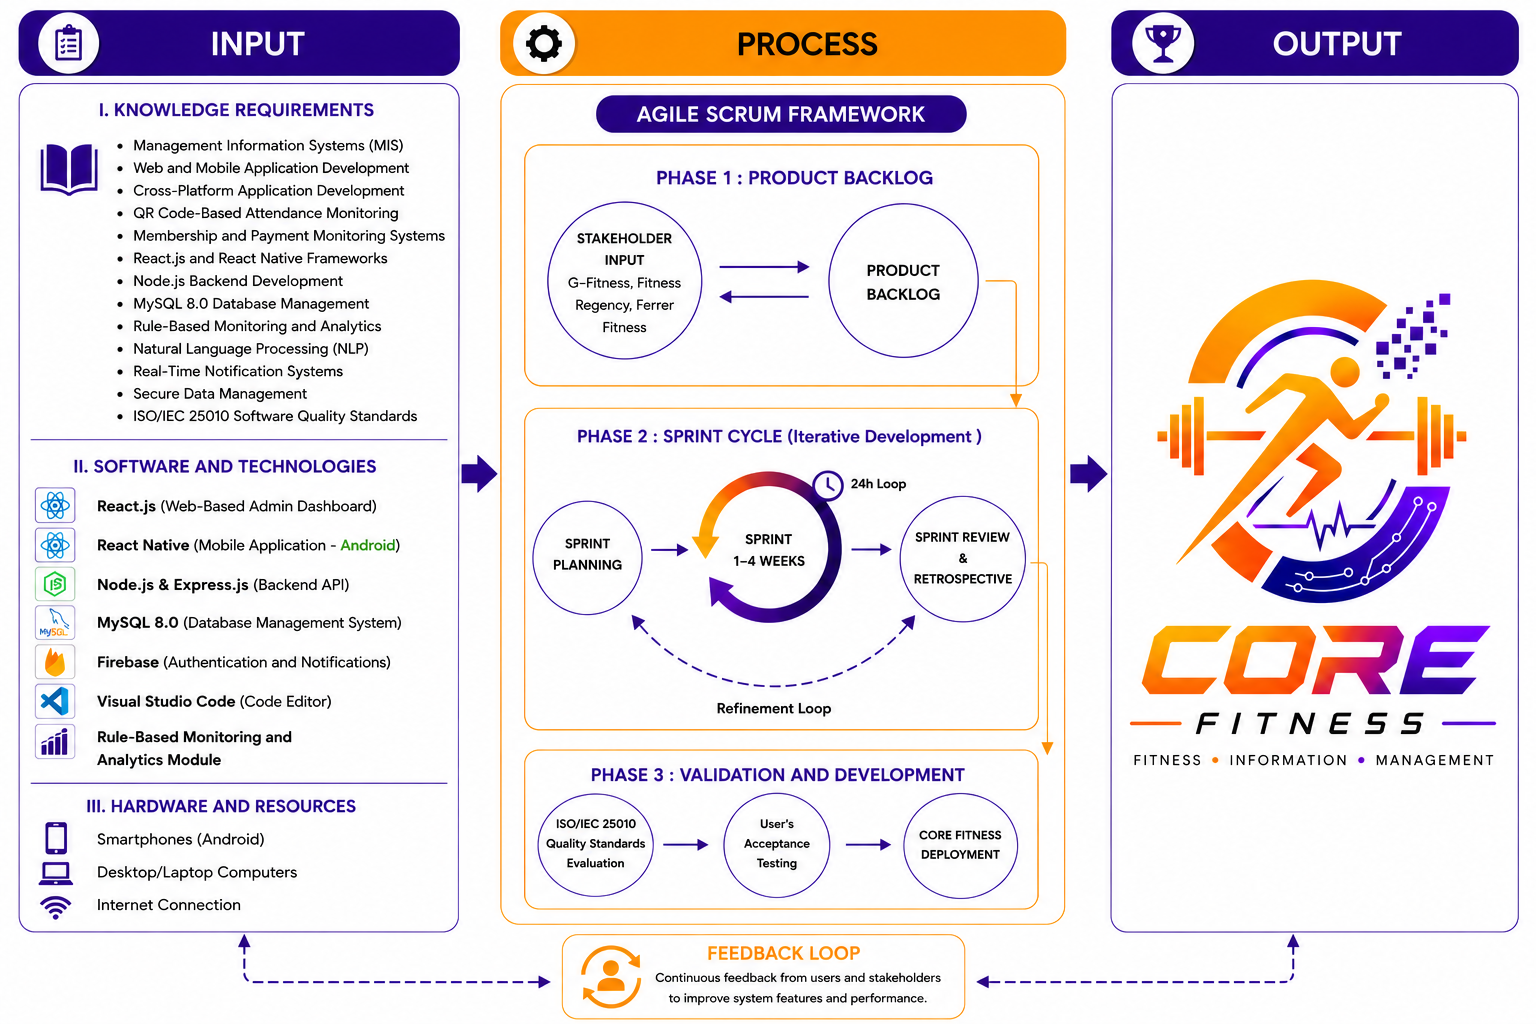 INPUT
I. KNOWLEDGE REQUIREMENTS
• Management Information Systems (MIS)
• Web and Mobile Application Development
• Cross-Platform Application Development
• QR Code-Based Attendance Monitoring
• Membership and Payment Monitoring Systems
• React.js and React Native Frameworks
• Node.js Backend Development
• MySQL 8.0 Database Management
• Rule-Based Monitoring and Analytics
• Natural Language Processing (NLP)
• Real-Time Notification Systems
• Secure Data Management
• ISO/IEC 25010 Software Quality Standards
II. SOFTWARE AND TECHNOLOGIES
React.js (Web-Based Admin Dashboard)
React Native (Mobile Application - Android)
Node.js & Express.js (Backend API)
MySQL
MySQL 8.0 (Database Management System)
Firebase (Authentication and Notifications)
Visual Studio Code (Code Editor)
Rule-Based Monitoring and
Analytics Module
III. HARDWARE AND RESOURCES
Smartphones (Android)
Desktop/Laptop Computers
Internet Connection
PROCESS
AGILE SCRUM FRAMEWORK
PHASE 1 : PRODUCT BACKLOG
STAKEHOLDER
INPUT
G-Fitness, Fitness
Regency, Ferrer
Fitness
PRODUCT
BACKLOG
PHASE 2 : SPRINT CYCLE (Iterative Development )
24h Loop
SPRINT
PLANNING
SPRINT
1-4 WEEKS
SPRINT REVIEW
&
RETROSPECTIVE
Refinement Loop
PHASE 3 : VALIDATION AND DEVELOPMENT
ISO/IEC 25010
Quality Standards
Evaluation
User's
Acceptance
Testing
CORE FITNESS
DEPLOYMENT
FEEDBACK LOOP
Continuous feedback from users and stakeholders
to improve system features and performance.
OUTPUT
CORE
FITNESS
FITNESS • INFORMATION • MANAGEMENT